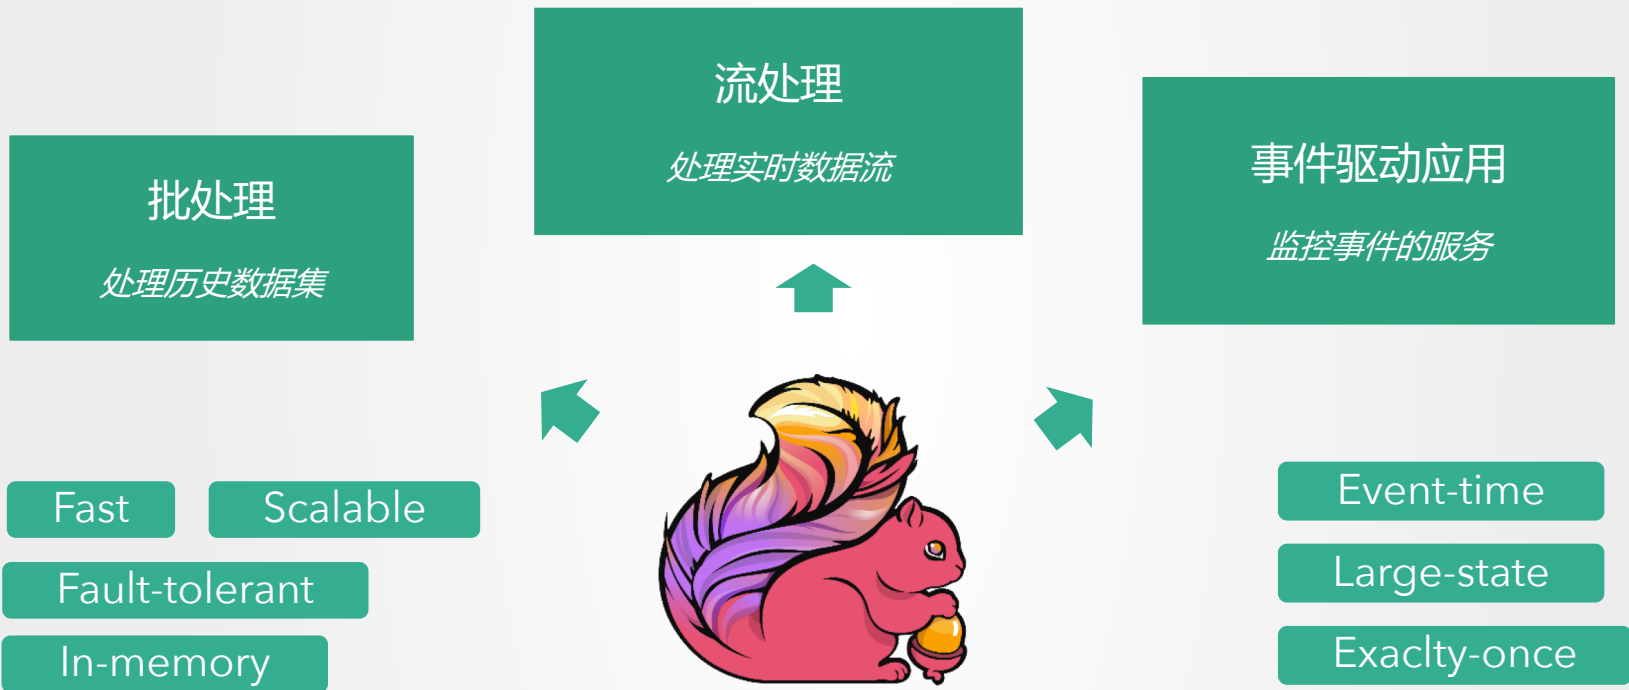 流处理
处理实时数据流
批处理
处理历史数据集
事件驱动应用
监控事件的服务
Fast
Scalable
Fault-tolerant
In-memory
Event-time
Large-state
Exaclty-once